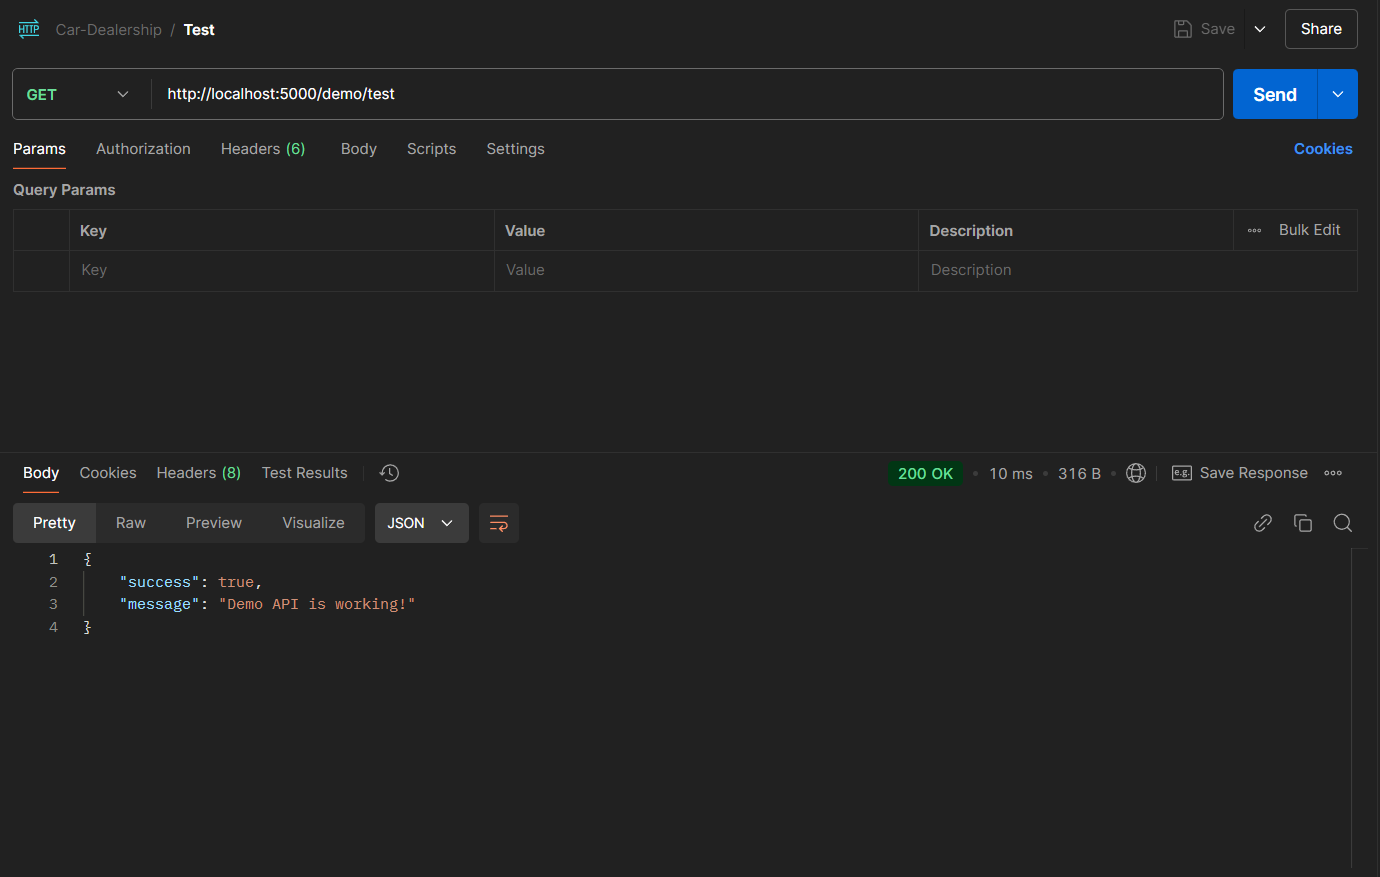 HTTP Car-Dealership / Test Save Share
GET http://localhost:5000/demo/test Send
Params Authorization Headers (6) Body Scripts Settings Cookies
Query Params
Key Value Description Bulk Edit
Key Value Description
Body Cookies Headers (8) Test Results 200 OK • 10 ms • 316 B • e.g. Save Response
Pretty Raw Preview Visualize JSON
1 {
2 "success": true,
3 "message": "Demo API is working!"
4 }